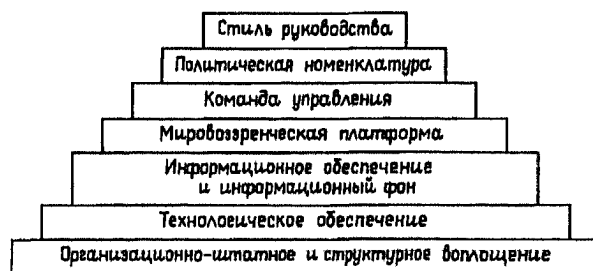 Стиль руководства
Политическая номенклатура
Команда управления
Мировоззренческая платформа
Информационное обеспечение
и информационный фон
Технологическое обеспечение
Организационно-штатное и структурное воплощение